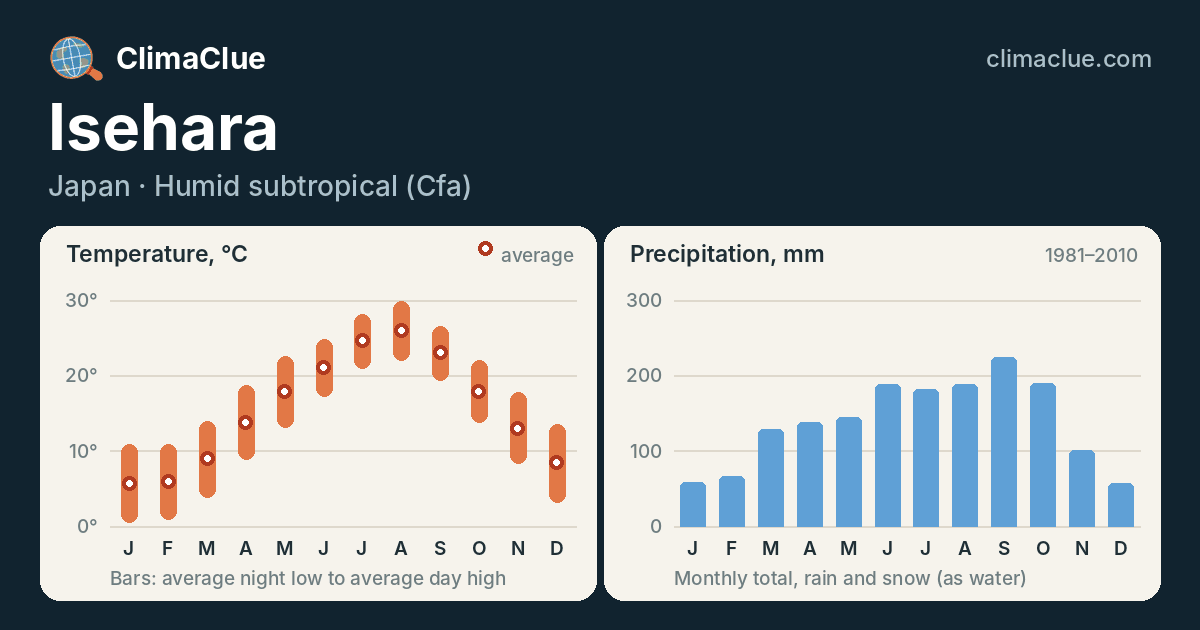 ClimaClue
climaclue.com
Isehara
Japan · Humid subtropical (Cfa)
Temperature, °C
average
30°
20°
10°
0°
J F M A M J J A S O N D
Bars: average night low to average day high
Precipitation, mm
1981–2010
300
200
100
0
J F M A M J J A S O N D
Monthly total, rain and snow (as water)